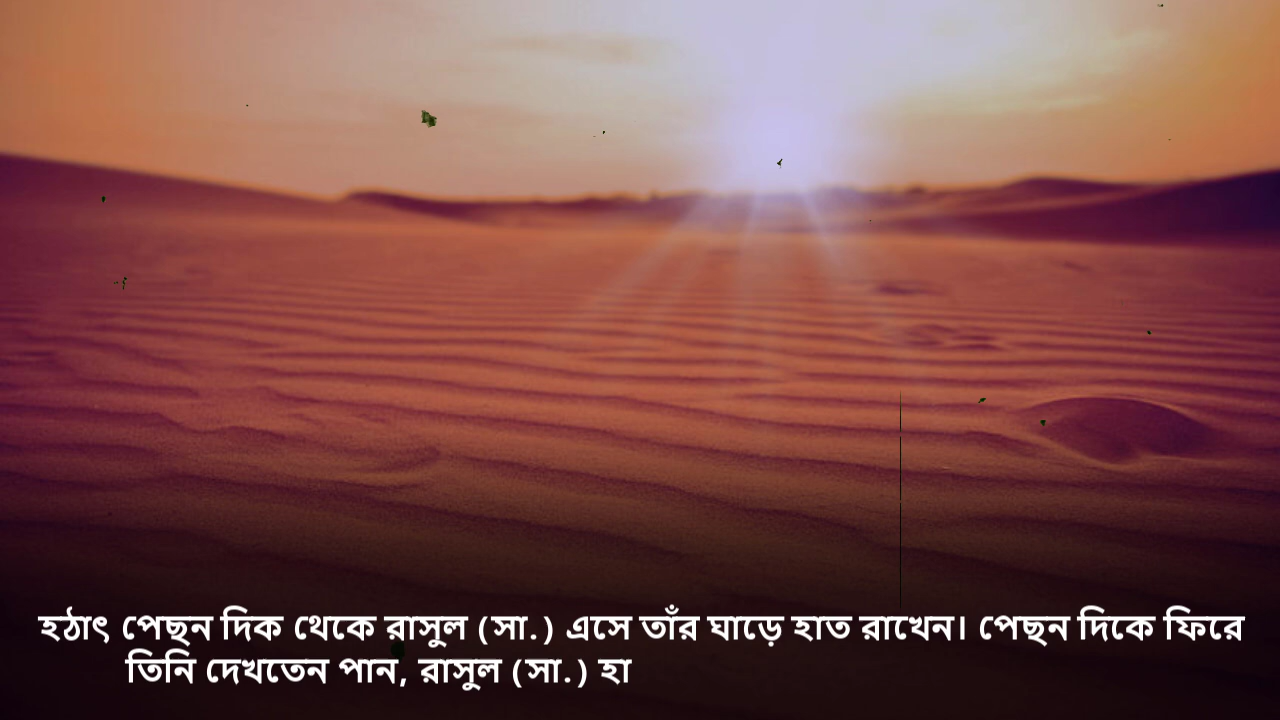 হঠাৎ পেছন দিক থেকে রাসুল (সা.) এসে তাঁর ঘাড়ে হাত রাখেন। পেছন দিকে ফিরে
তিনি দেখতেন পান, রাসুল (সা.) হা